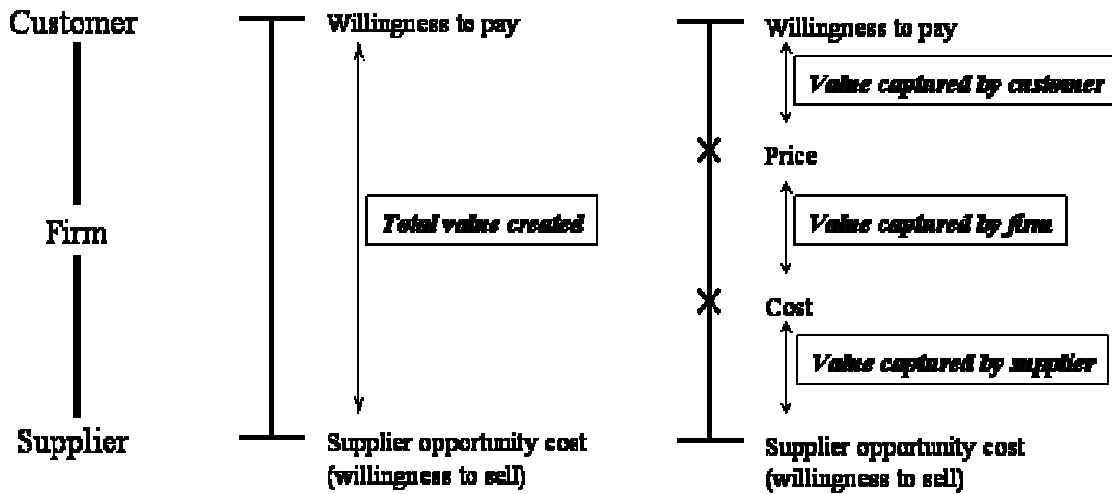 Customer
Firm
Supplier
Willingness to pay
Total value created
Supplier opportunity cost
(willingness to sell)
Willingness to pay
Value captured by customer
Price
Value captured by firm
Cost
Value captured by supplier
Supplier opportunity cost
(willingness to sell)